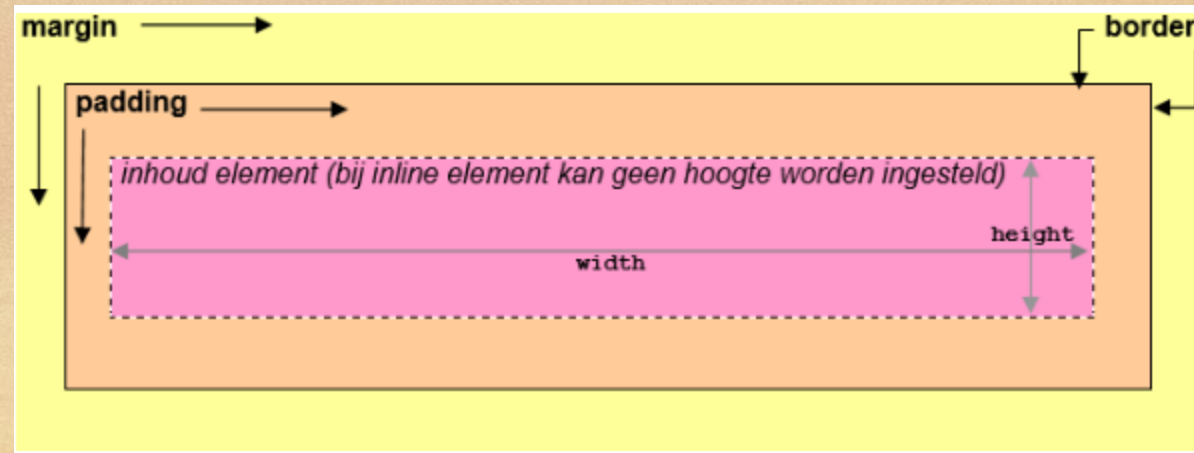 margin
border
padding
inhoud element (bij inline element kan geen hoogte worden ingesteld)
height
width